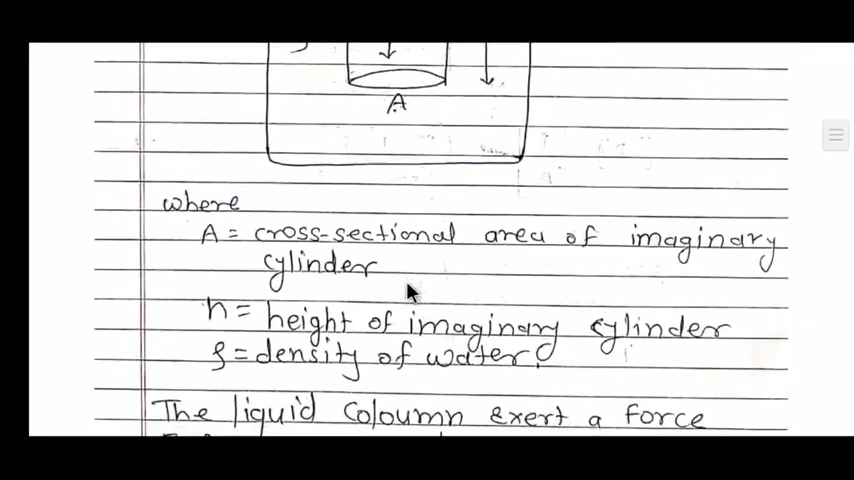 A
where
A = cross-sectional area of imaginary
cylinder
h = height of imaginary cylinder
ρ = density of water.
The liquid coloumn exert a force